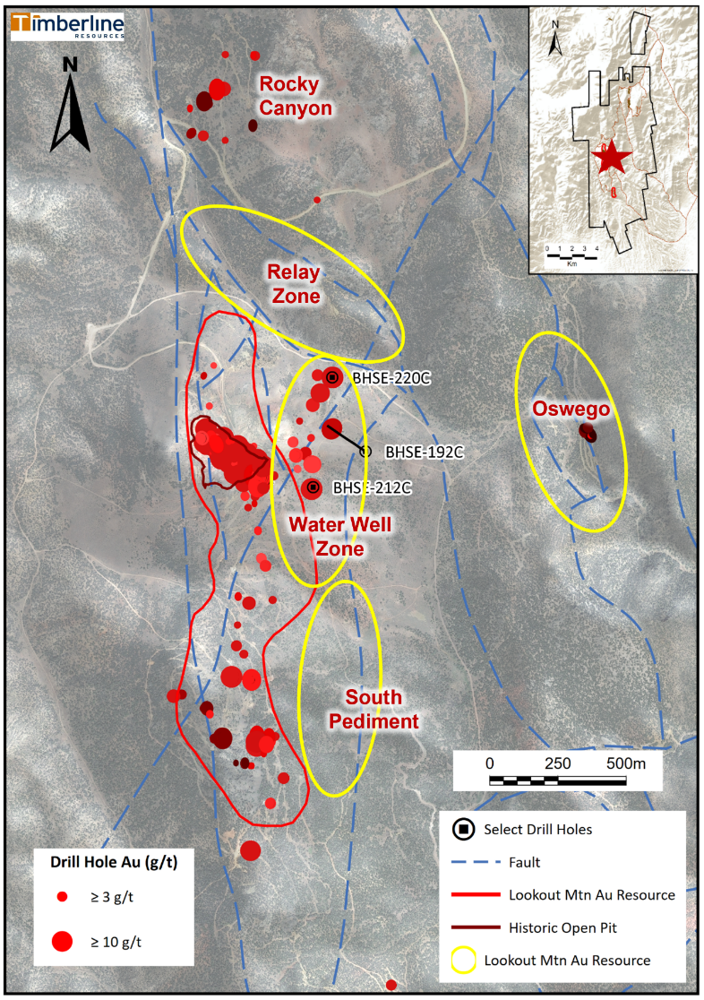 Timberline
RESOURCES
N
Rocky
Canyon
N
0 1 2 3 4
Km
Relay
Zone
BHSE-220C
Oswego
BHSE-192C
BHSE-212C
Water Well
Zone
South
Pediment
0 250 500m
Drill Hole Au (g/t)
≥ 3 g/t
≥ 10 g/t
Select Drill Holes
Fault
Lookout Mtn Au Resource
Historic Open Pit
Lookout Mtn Au Resource